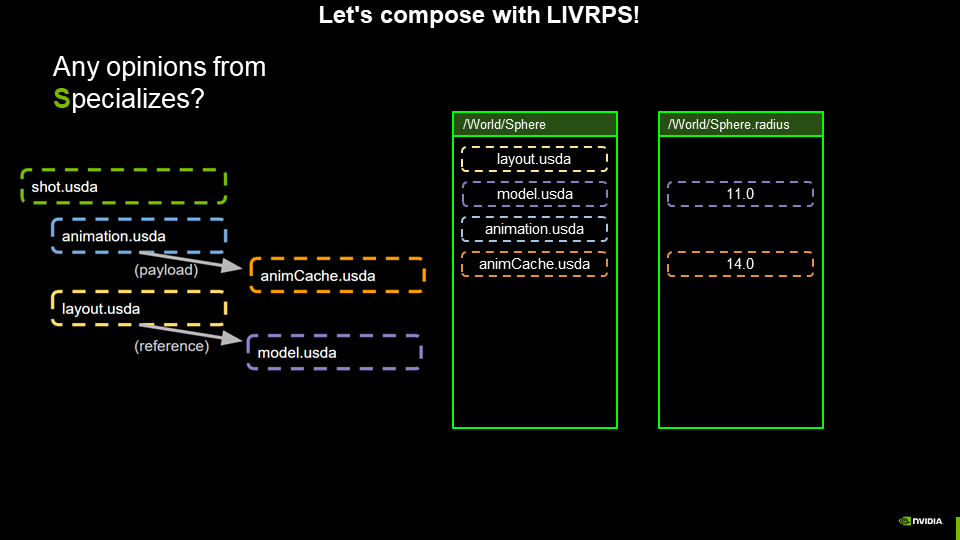 Let's compose with LIVRPS!
Any opinions from
Specializes?
shot.usda
animation.usda
(payload)
animCache.usda
layout.usda
(reference)
model.usda
/World/Sphere
layout.usda
model.usda
animation.usda
animCache.usda
/World/Sphere.radius
11.0
14.0
NVIDIA.